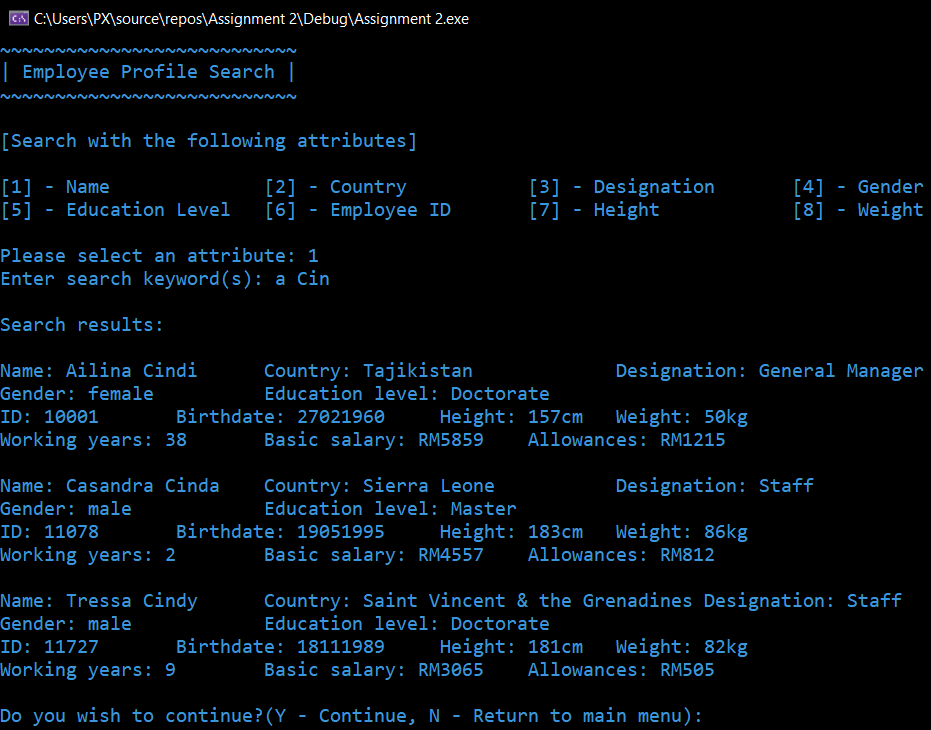 C:\Users\PX\source\repos\Assignment 2\Debug\Assignment 2.exe
~~~~~~~~~~~~~~~~~~~~~~~~~~~
| Employee Profile Search |
~~~~~~~~~~~~~~~~~~~~~~~~~~~
[Search with the following attributes]
[1] - Name              [2] - Country           [3] - Designation       [4] - Gender
[5] - Education Level   [6] - Employee ID       [7] - Height            [8] - Weight
Please select an attribute: 1
Enter search keyword(s): a Cin
Search results:
Name: Ailina Cindi      Country: Tajikistan             Designation: General Manager
Gender: female          Education level: Doctorate
ID: 10001       Birthdate: 27021960     Height: 157cm   Weight: 50kg
Working years: 38       Basic salary: RM5859    Allowances: RM1215
Name: Casandra Cinda    Country: Sierra Leone           Designation: Staff
Gender: male            Education level: Master
ID: 11078       Birthdate: 19051995     Height: 183cm   Weight: 86kg
Working years: 2        Basic salary: RM4557    Allowances: RM812
Name: Tressa Cindy      Country: Saint Vincent & the Grenadines Designation: Staff
Gender: male            Education level: Doctorate
ID: 11727       Birthdate: 18111989     Height: 181cm   Weight: 82kg
Working years: 9        Basic salary: RM3065    Allowances: RM505
Do you wish to continue?(Y - Continue, N - Return to main menu):